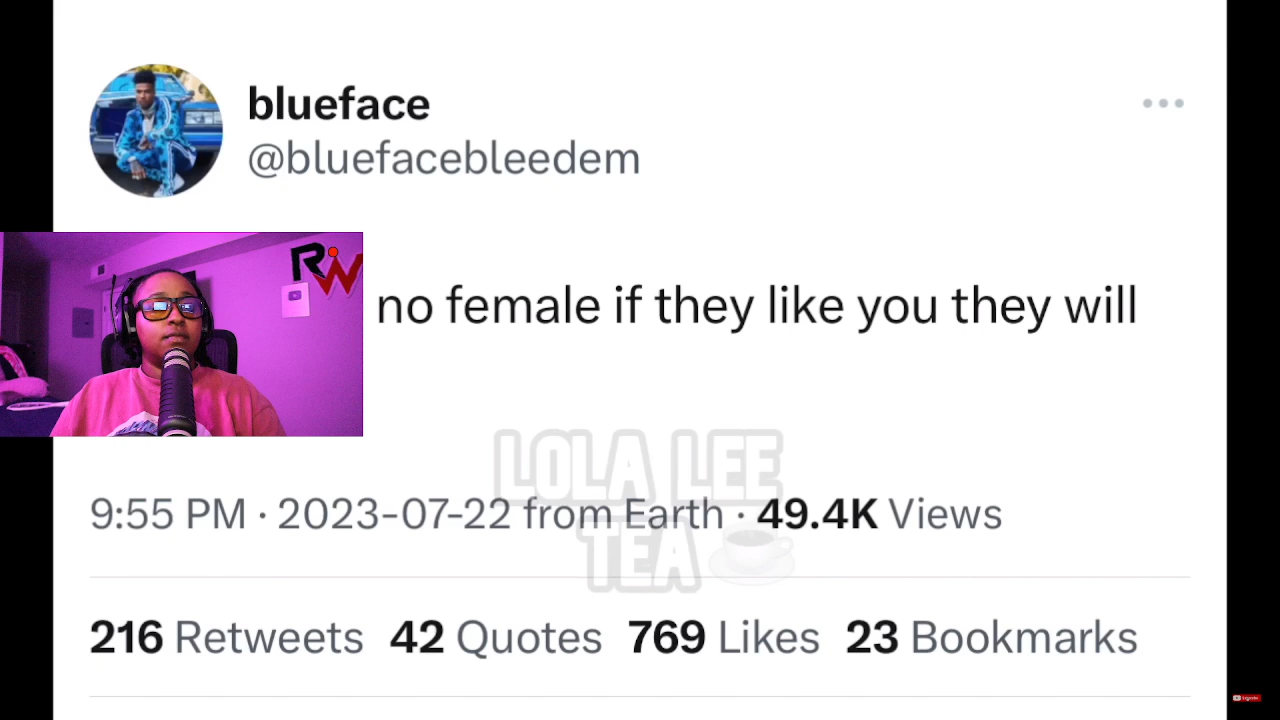 blueface
@bluefacebleedem
RW
no female if they like you they will
LOLA LEE
9:55 PM · 2023-07-22 from Earth · 49.4K Views
TEA
216 Retweets 42 Quotes 769 Likes 23 Bookmarks